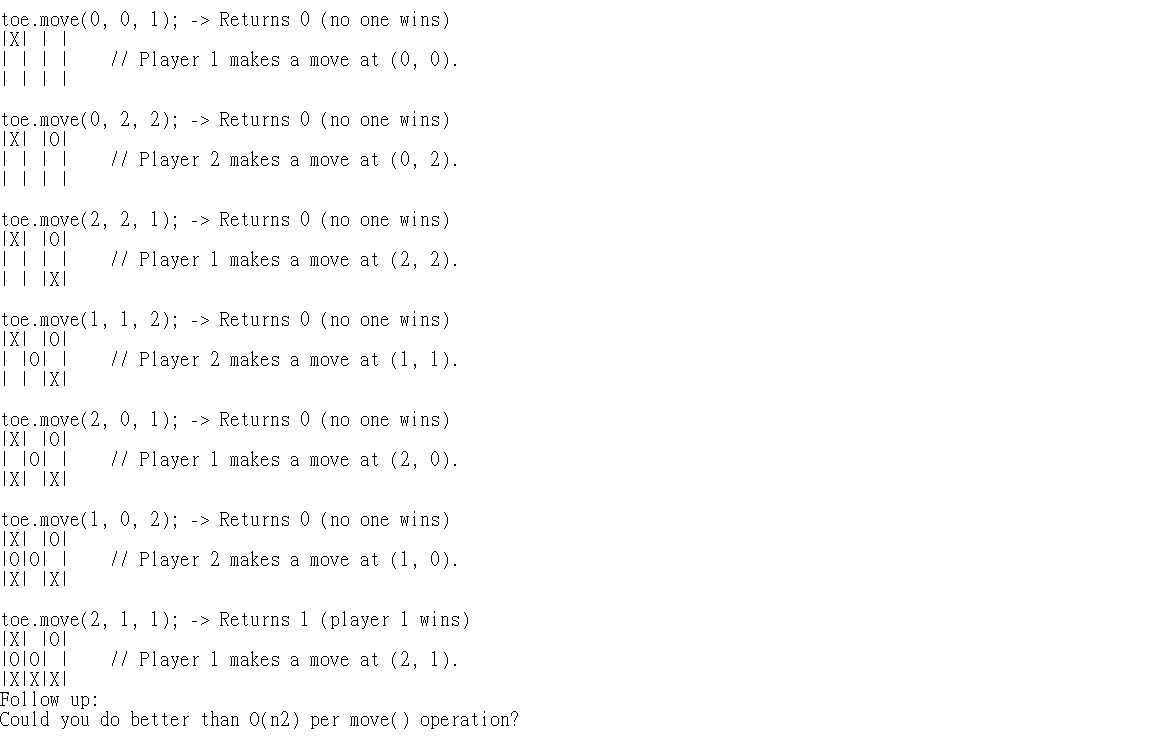 toe.move(0, 0, 1); -> Returns 0 (no one wins)
|X| | |
| | | |    // Player 1 makes a move at (0, 0).
| | | |

toe.move(0, 2, 2); -> Returns 0 (no one wins)
|X| |O|
| | | |    // Player 2 makes a move at (0, 2).
| | | |

toe.move(2, 2, 1); -> Returns 0 (no one wins)
|X| |O|
| | | |    // Player 1 makes a move at (2, 2).
| | |X|

toe.move(1, 1, 2); -> Returns 0 (no one wins)
|X| |O|
| |O| |    // Player 2 makes a move at (1, 1).
| | |X|

toe.move(2, 0, 1); -> Returns 0 (no one wins)
|X| |O|
| |O| |    // Player 1 makes a move at (2, 0).
|X| |X|

toe.move(1, 0, 2); -> Returns 0 (no one wins)
|X| |O|
|O|O| |    // Player 2 makes a move at (1, 0).
|X| |X|

toe.move(2, 1, 1); -> Returns 1 (player 1 wins)
|X| |O|
|O|O| |    // Player 1 makes a move at (2, 1).
|X|X|X|
Follow up:
Could you do better than O(n2) per move() operation?